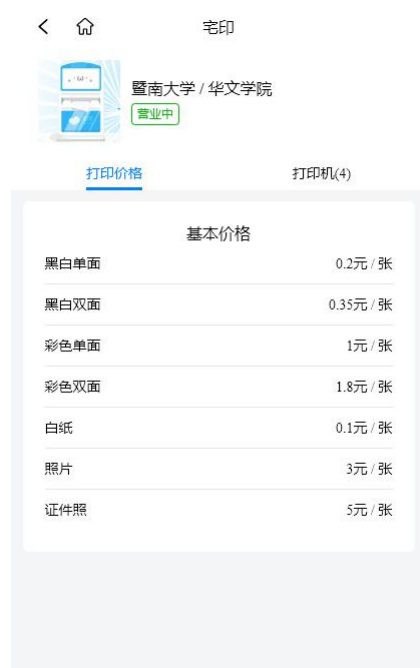 宅印
暨南大学 / 华文学院
营业中
打印价格 打印机(4)
基本价格
黑白单面 0.2元 / 张
黑白双面 0.35元 / 张
彩色单面 1元 / 张
彩色双面 1.8元 / 张
白纸 0.1元 / 张
照片 3元 / 张
证件照 5元 / 张